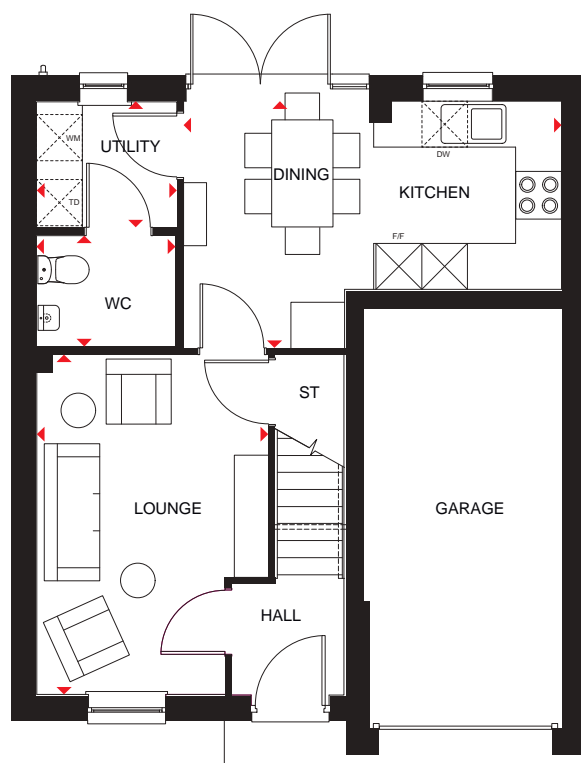 WM
UTILITY
DW
DINING
KITCHEN
TD
F/F
WC
ST
LOUNGE
GARAGE
HALL